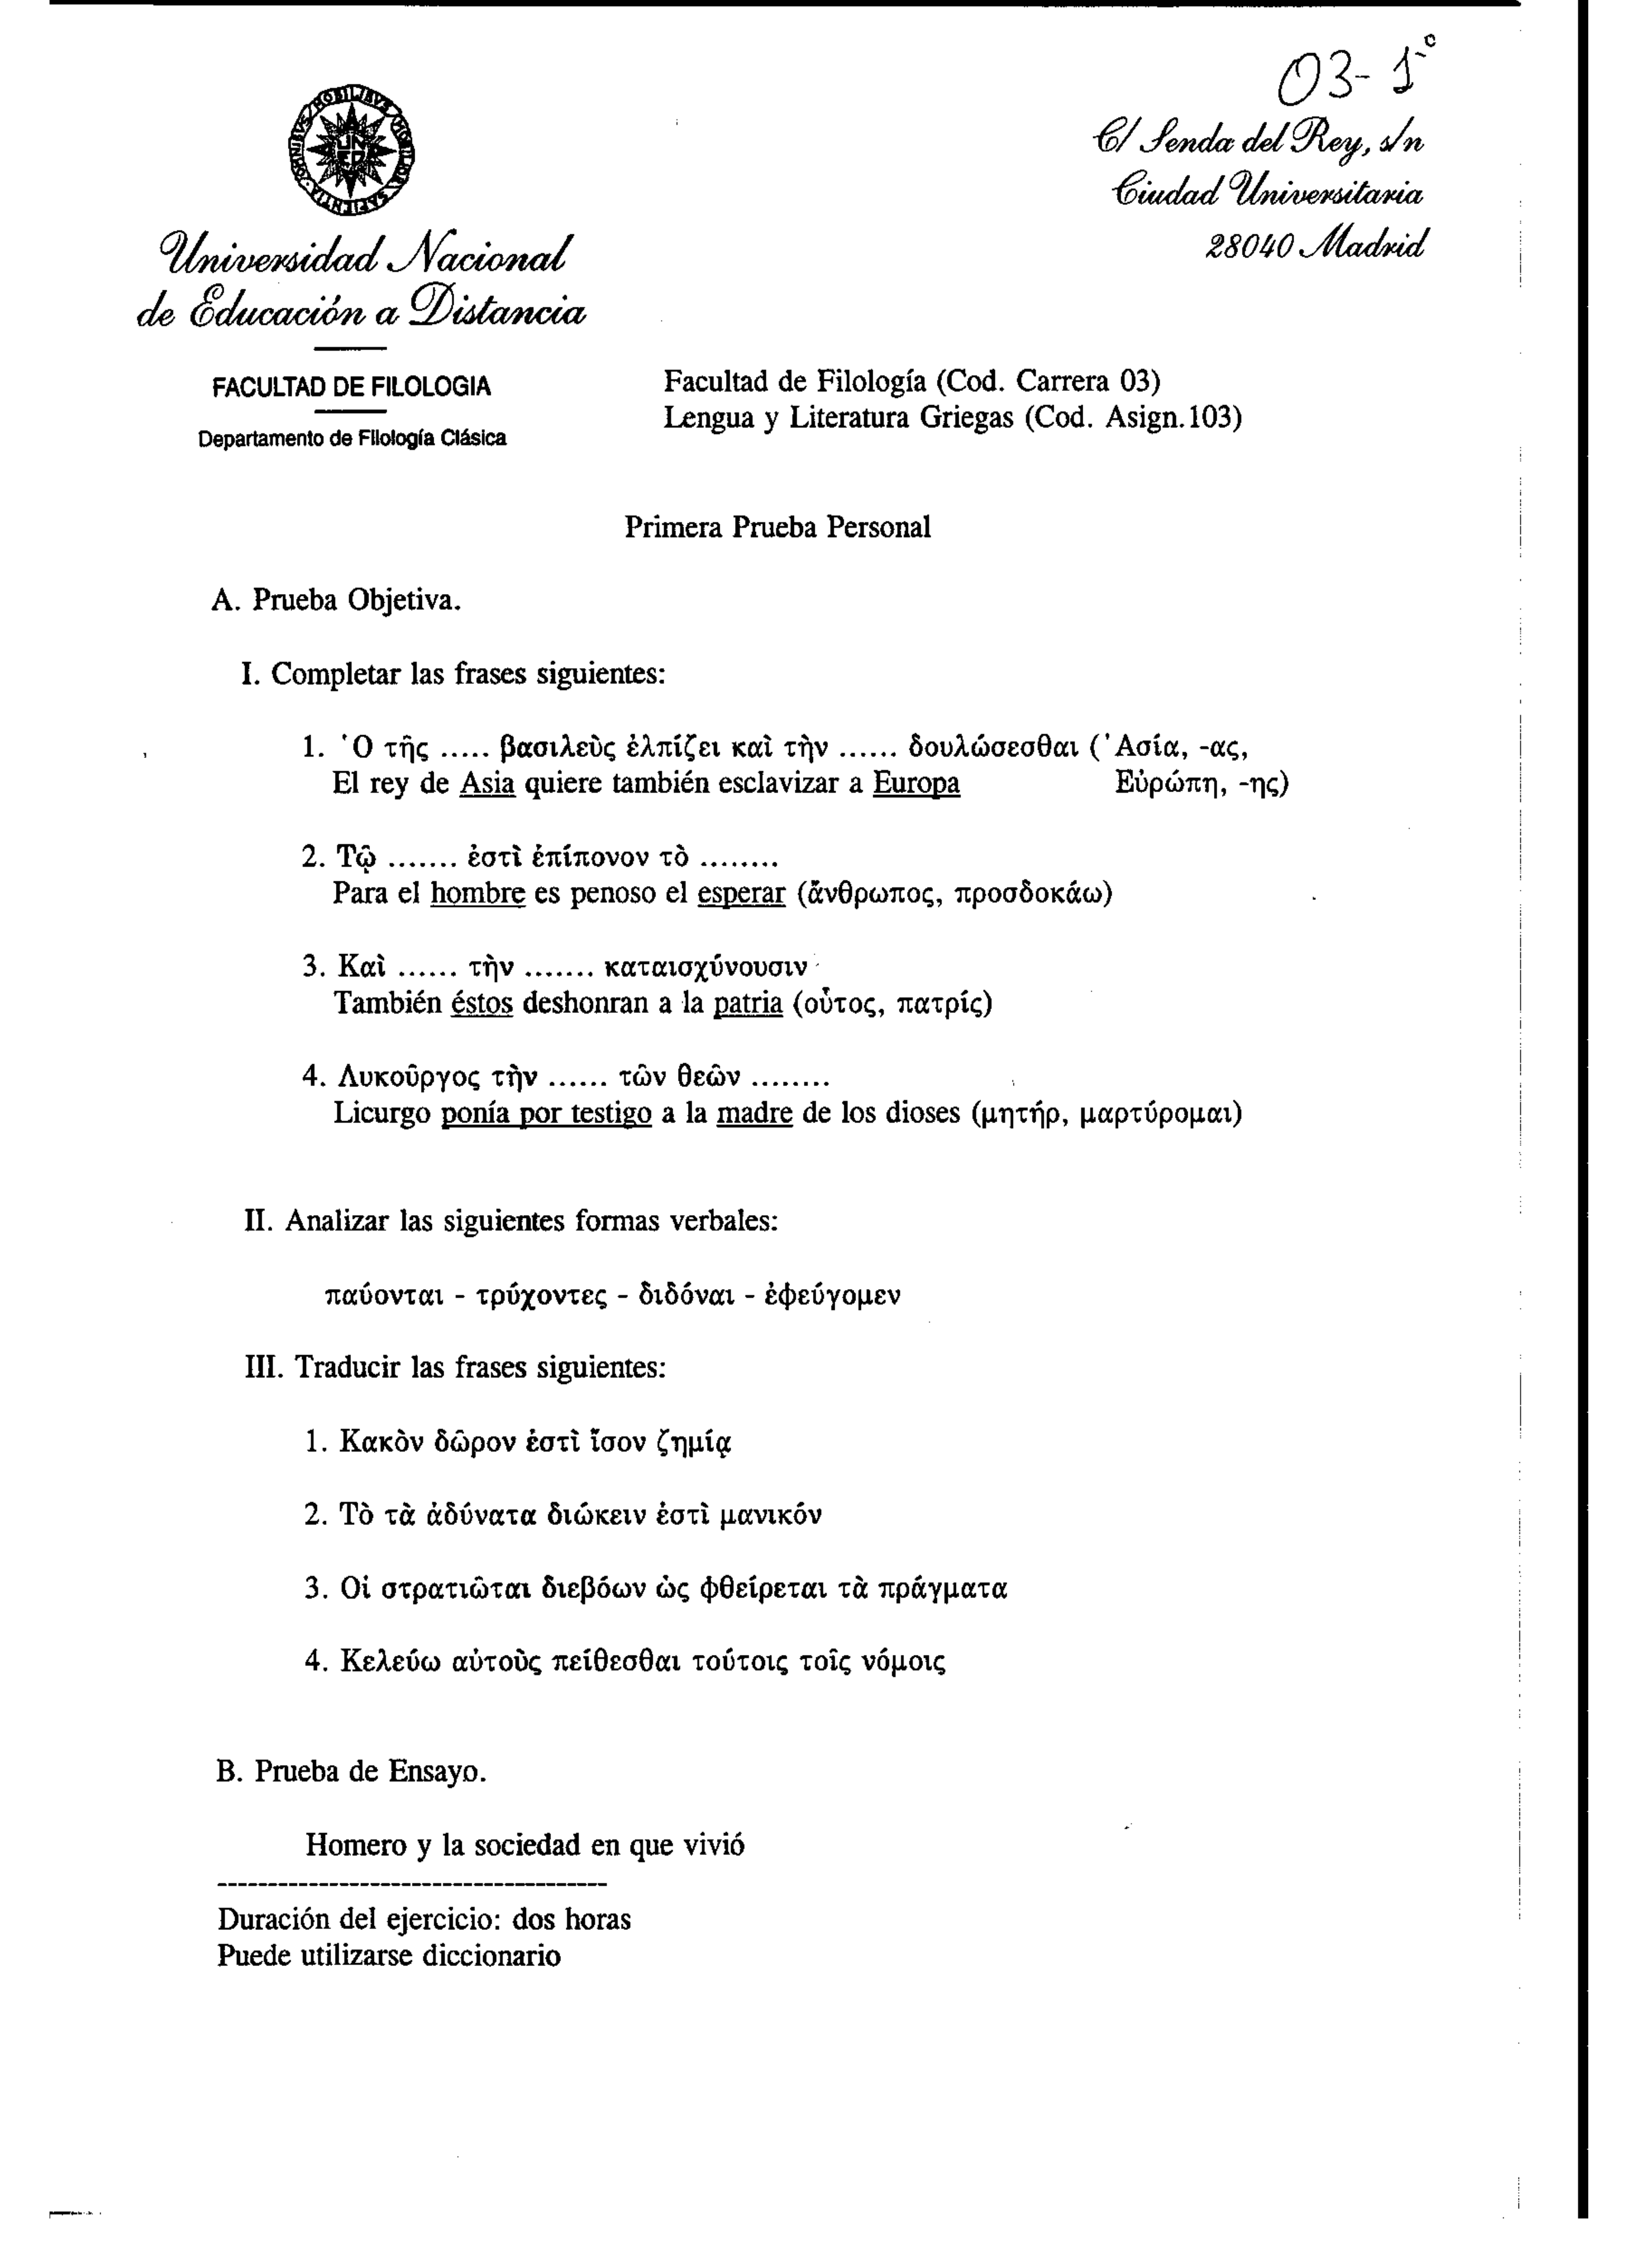 03-1º
C/ Senda del Rey, s/n
Ciudad Universitaria
28040 Madrid
OMNIBVS MOBILIBVS MOBILIOR SAPIENTIA
UNED
Universidad Nacional
de Educación a Distancia
FACULTAD DE FILOLOGIA
Departamento de Filología Clásica
Facultad de Filología (Cod. Carrera 03)
Lengua y Literatura Griegas (Cod. Asign.103)
Primera Prueba Personal
A. Prueba Objetiva.
I. Completar las frases siguientes:
1. Ὁ τῆς ..... βασιλεὺς ἐλπίζει καὶ τὴν ...... δουλώσεσθαι (Ἀσία, -ας,
El rey de Asia quiere también esclavizar a Europa Εὐρώπη, -ης)
2. Τῷ ....... ἐστὶ ἐπίπονον τὸ ........
Para el hombre es penoso el esperar (ἄνθρωπος, προσδοκάω)
3. Καὶ ...... τὴν ....... καταισχύνουσιν
También éstos deshonran a la patria (οὗτος, πατρίς)
4. Λυκοῦργος τὴν ...... τῶν θεῶν ........
Licurgo ponía por testigo a la madre de los dioses (μητήρ, μαρτύρομαι)
II. Analizar las siguientes formas verbales:
παύονται - τρύχοντες - διδόναι - ἐφεύγομεν
III. Traducir las frases siguientes:
1. Κακὸν δῶρον ἐστὶ ἴσον ζημίᾳ
2. Τὸ τὰ ἀδύνατα διώκειν ἐστὶ μανικόν
3. Οἱ στρατιῶται διεβόων ὡς φθείρεται τὰ πράγματα
4. Κελεύω αὐτοὺς πείθεσθαι τούτοις τοῖς νόμοις
B. Prueba de Ensayo.
Homero y la sociedad en que vivió
--------------------------------------
Duración del ejercicio: dos horas
Puede utilizarse diccionario